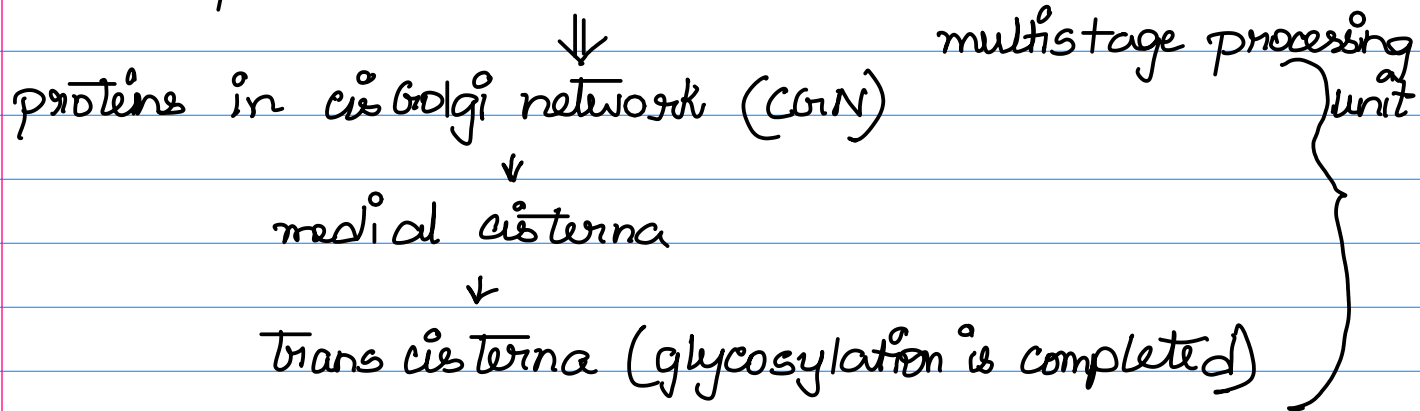 ⇓
multistage processing
unit
proteins in cis Golgi network (CGN)
↓
medial cisterna
↓
Trans cisterna (glycosylation is completed)